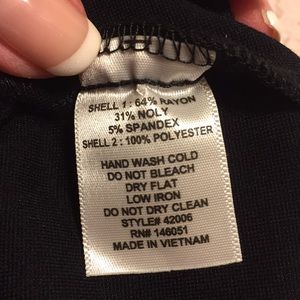 SHELL 1 : 64% RAYON
31% NOLY
5% SPANDEX
SHELL 2 : 100% POLYESTER
HAND WASH COLD
DO NOT BLEACH
DRY FLAT
LOW IRON
DO NOT DRY CLEAN
STYLE# 42006
RN# 146051
MADE IN VIETNAM